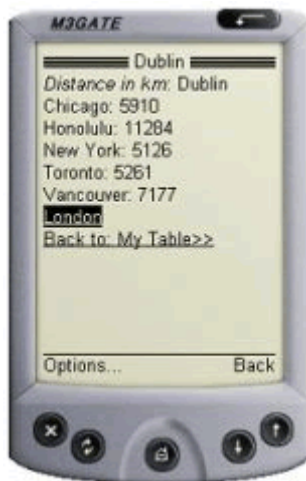 M3GATE
Dublin
Distance in km: Dublin
Chicago: 5910
Honolulu: 11284
New York: 5126
Toronto: 5261
Vancouver: 7177
London
Back to: My Table>>
Options... Back